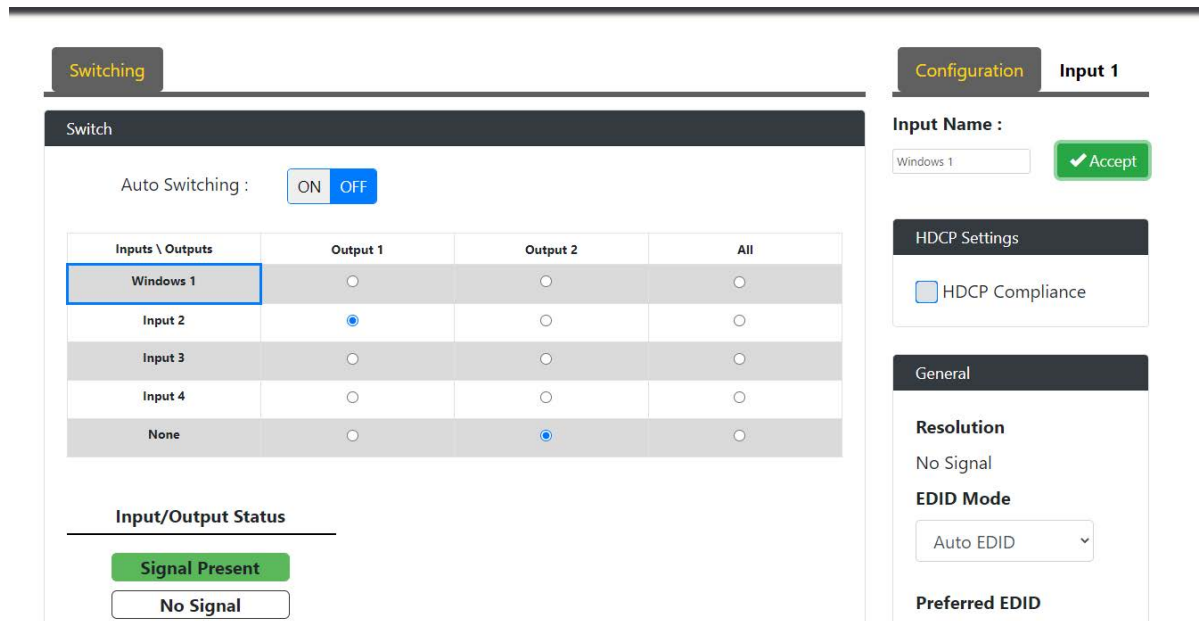 Switching
Switch
Auto Switching :
ON OFF
Inputs \ Outputs Output 1 Output 2 All
Windows 1
Input 2
Input 3
Input 4
None
Input/Output Status
Signal Present
No Signal
Configuration Input 1
Input Name :
Windows 1 Accept
HDCP Settings
HDCP Compliance
General
Resolution
No Signal
EDID Mode
Auto EDID
Preferred EDID